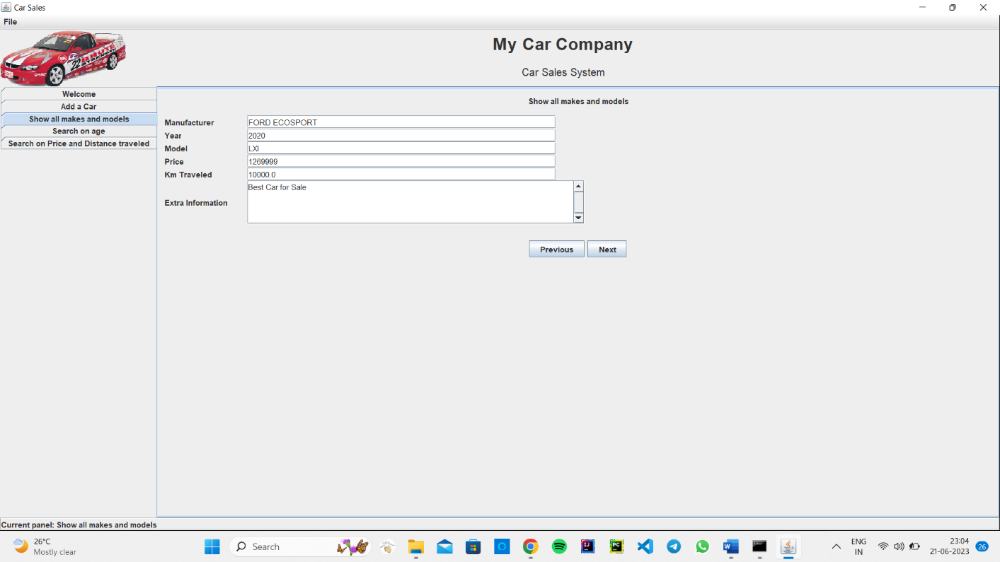 Car Sales
File
My Car Company
Car Sales System
Welcome
Add a Car
Show all makes and models
Search on age
Search on Price and Distance traveled
Show all makes and models
Manufacturer FORD ECOSPORT
Year 2020
Model LXI
Price 1269999
Km Traveled 10000.0
Extra Information Best Car for Sale
Previous Next
Current panel: Show all makes and models
26°C
Mostly clear
Search
ENG
IN
23:04
21-06-2023
26